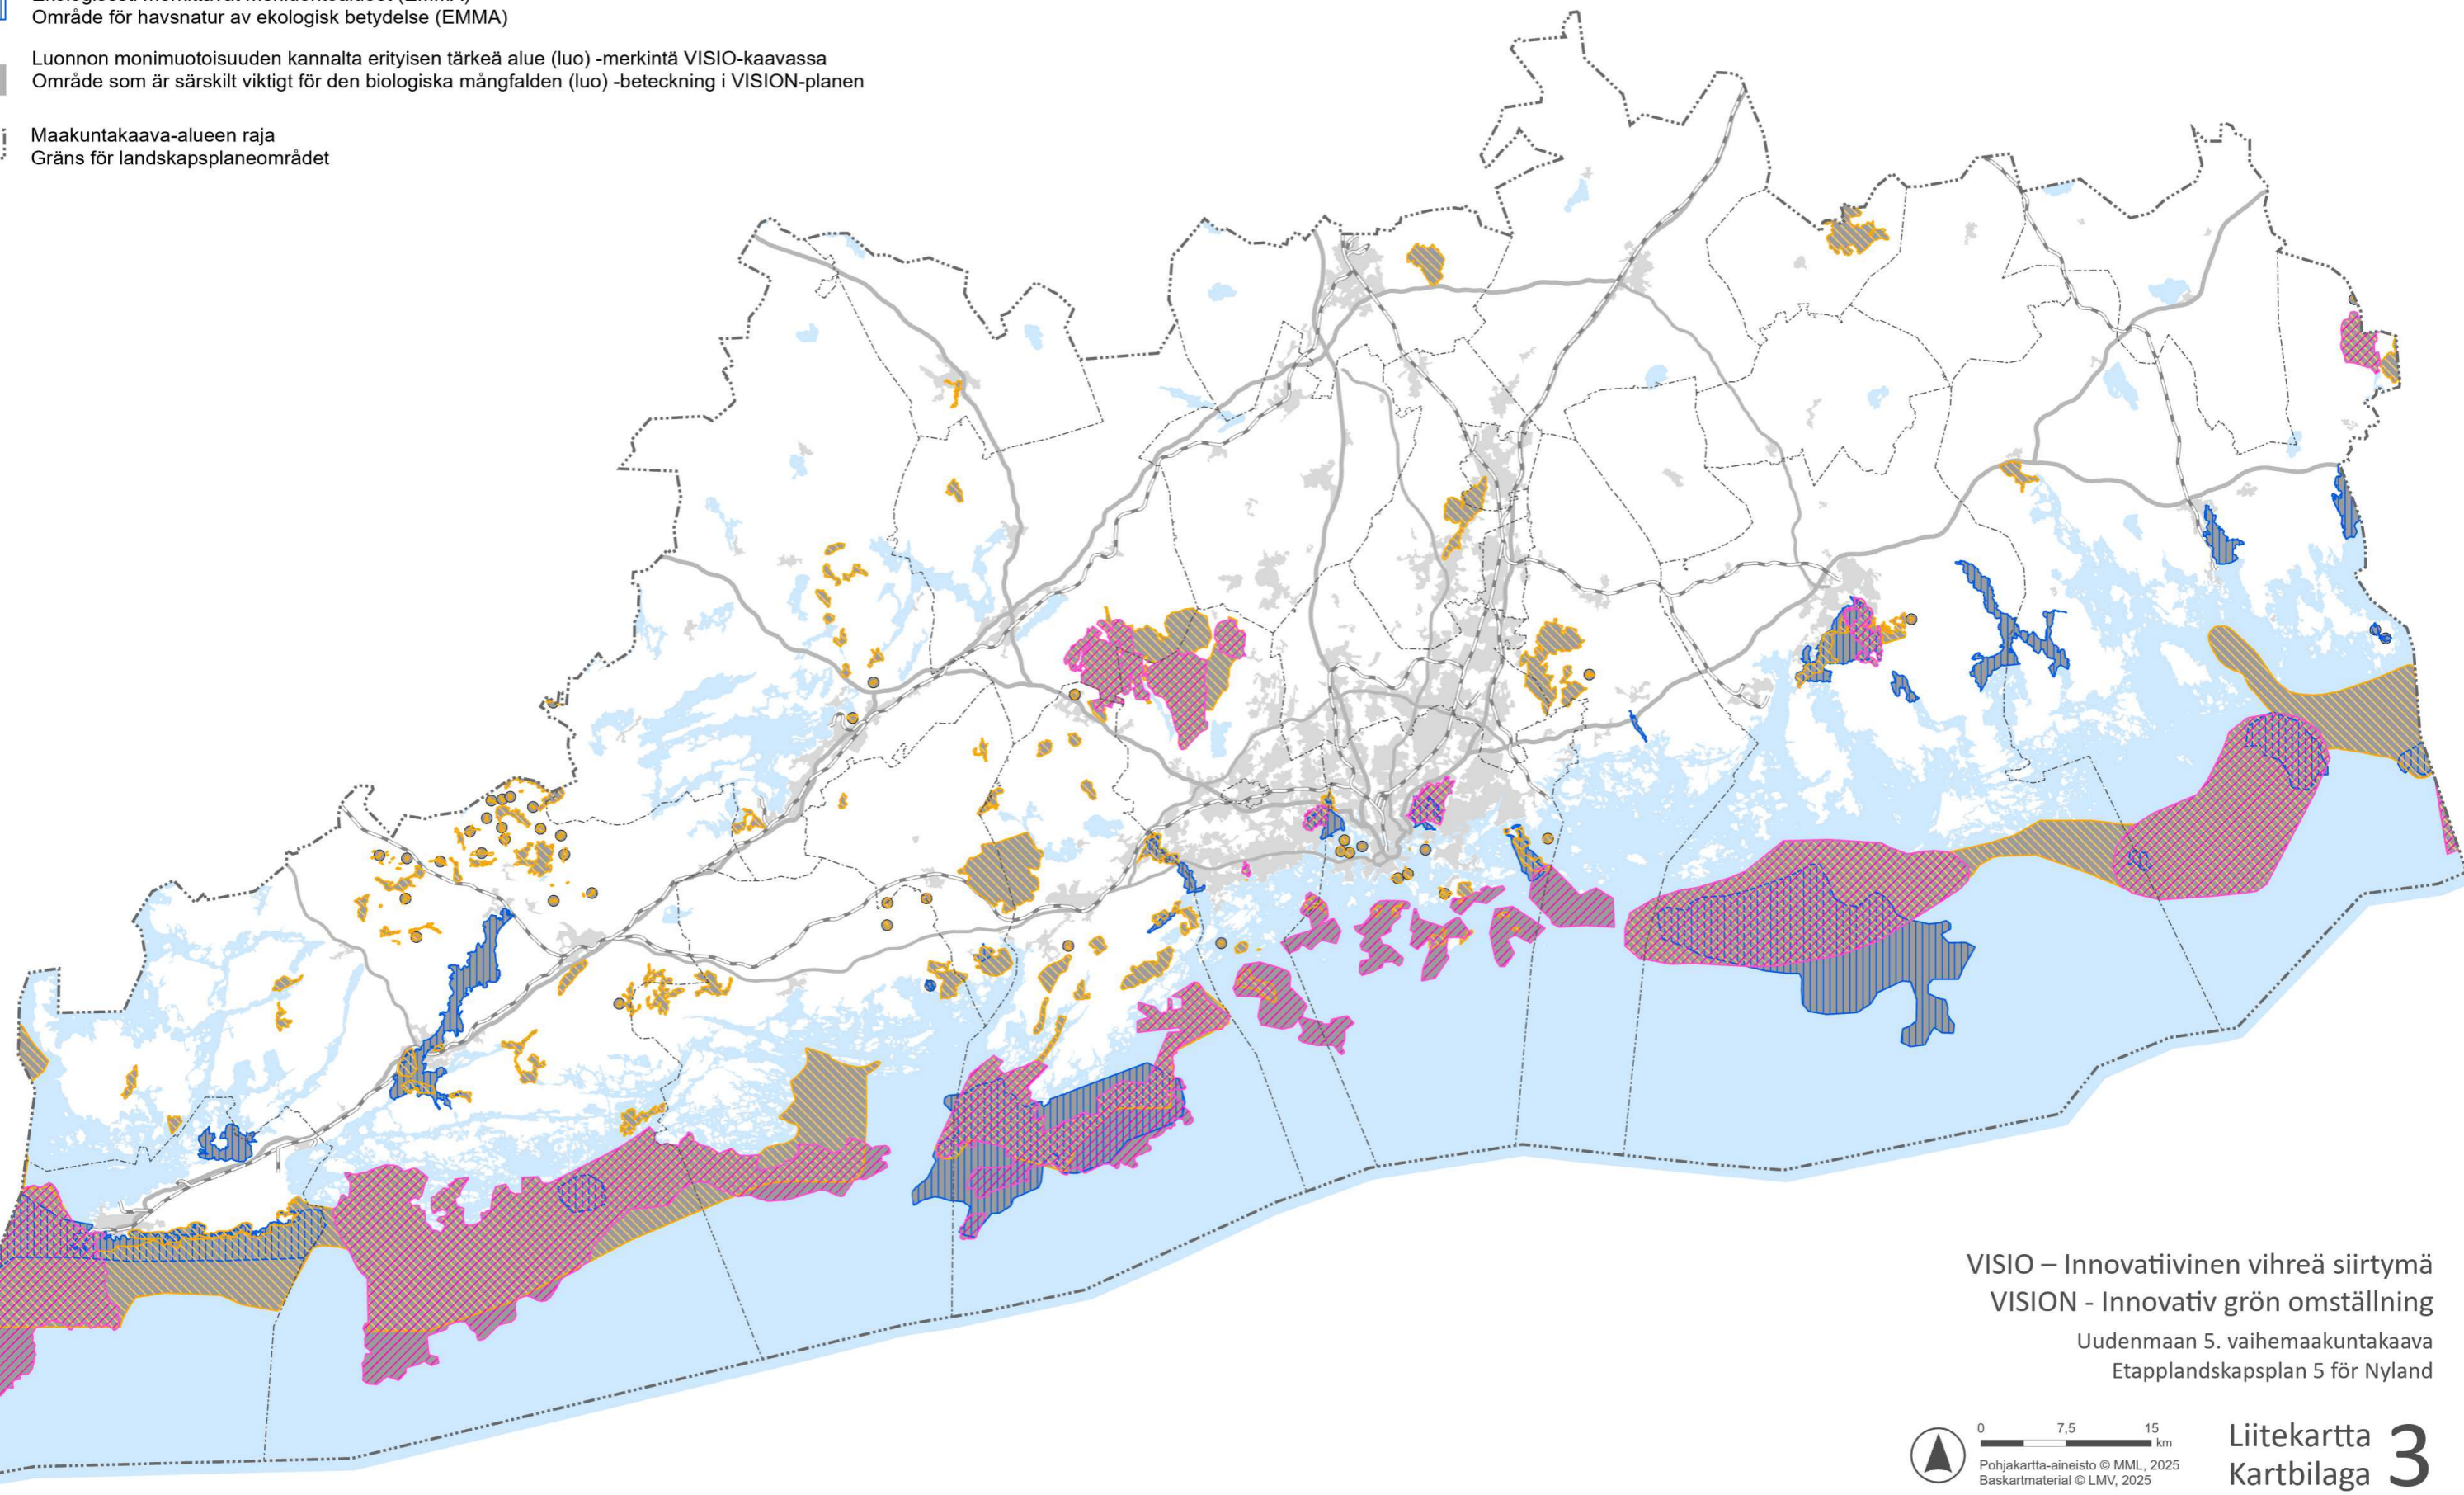 Område för havsnatur av ekologisk betydelse (EMMA)
Luonnon monimuotoisuuden kannalta erityisen tärkeä alue (luo) -merkintä VISIO-kaavassa
Område som är särskilt viktigt för den biologiska mångfalden (luo) -beteckning i VISION-planen
Maakuntakaava-alueen raja
Gräns för landskapsplaneområdet
VISIO – Innovatiivinen vihreä siirtymä
VISION - Innovativ grön omställning
Uudenmaan 5. vaihemaakuntakaava
Etapplandskapsplan 5 för Nyland
0 7,5 15
km
Pohjakartta-aineisto © MML, 2025
Baskartmaterial © LMV, 2025
Liitekartta
Kartbilaga 3